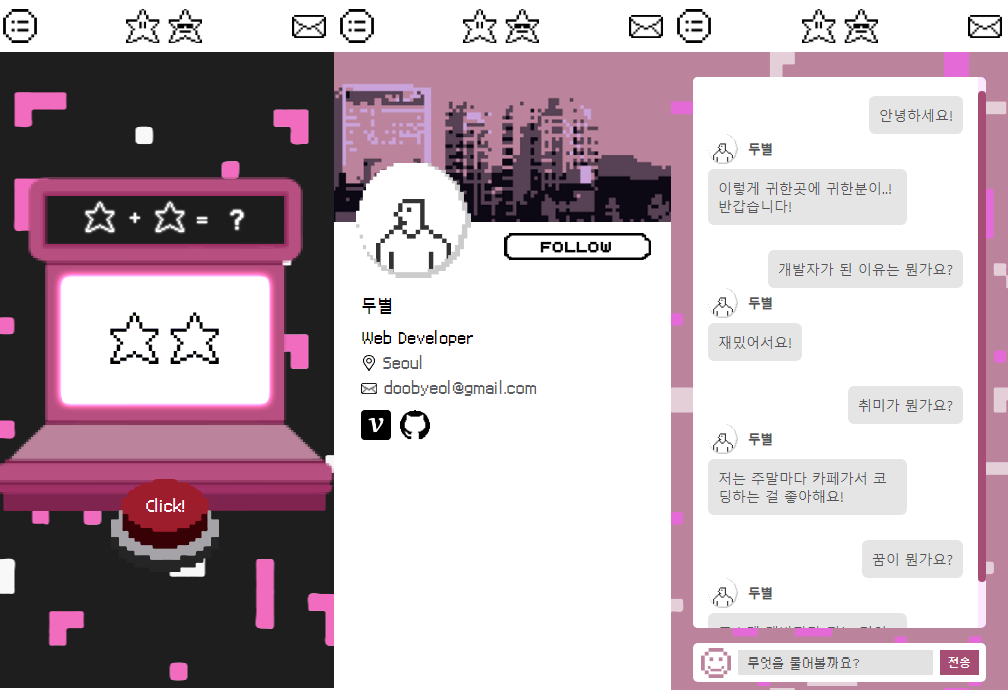 + = ?
Click!
FOLLOW
두별
Web Developer
Seoul
doobyeol@gmail.com
안녕하세요!
두별
이렇게 귀한곳에 귀한분이..!
반갑습니다!
개발자가 된 이유는 뭔가요?
두별
재밌어서요!
취미가 뭔가요?
두별
저는 주말마다 카페가서 코
딩하는 걸 좋아해요!
꿈이 뭔가요?
두별
무엇을 물어볼까요?
전송